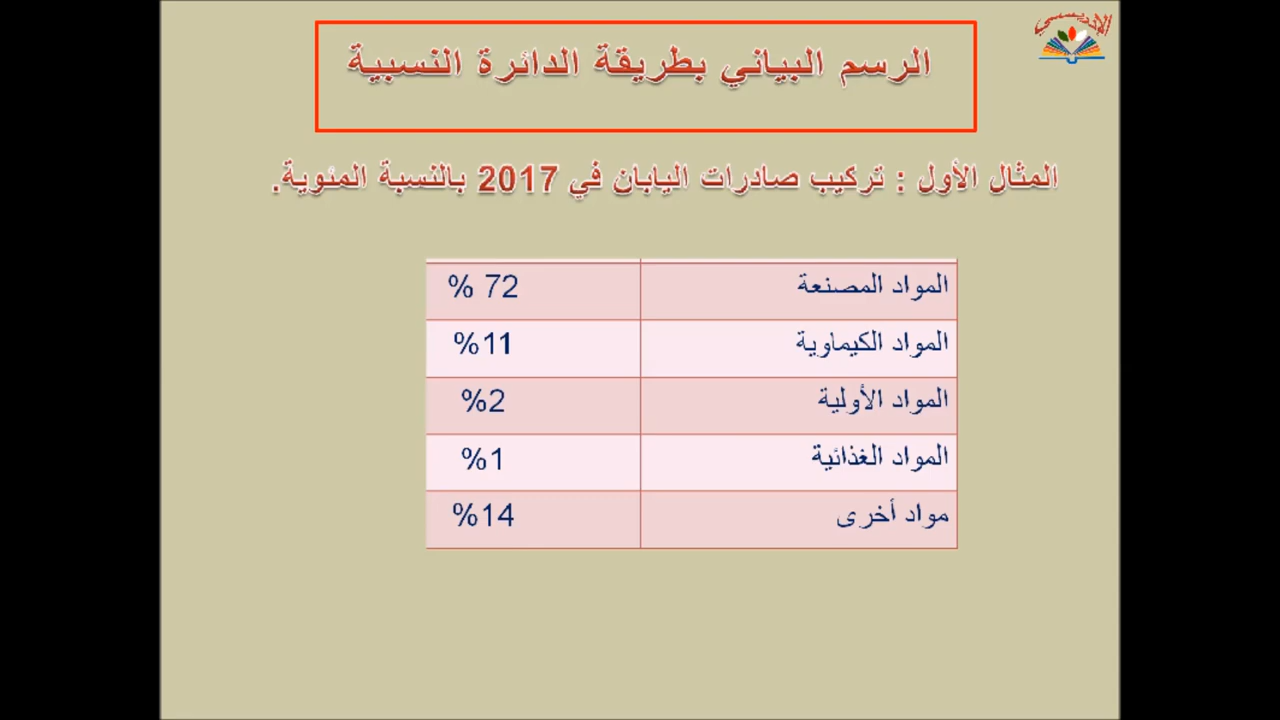 الإدريسي
الرسم البياني بطريقة الدائرة النسبية
المثال الأول : تركيب صادرات اليابان في 2017 بالنسبة المئوية.
المواد المصنعة 72 %
المواد الكيماوية 11%
المواد الأولية 2%
المواد الغذائية 1%
مواد أخرى 14%